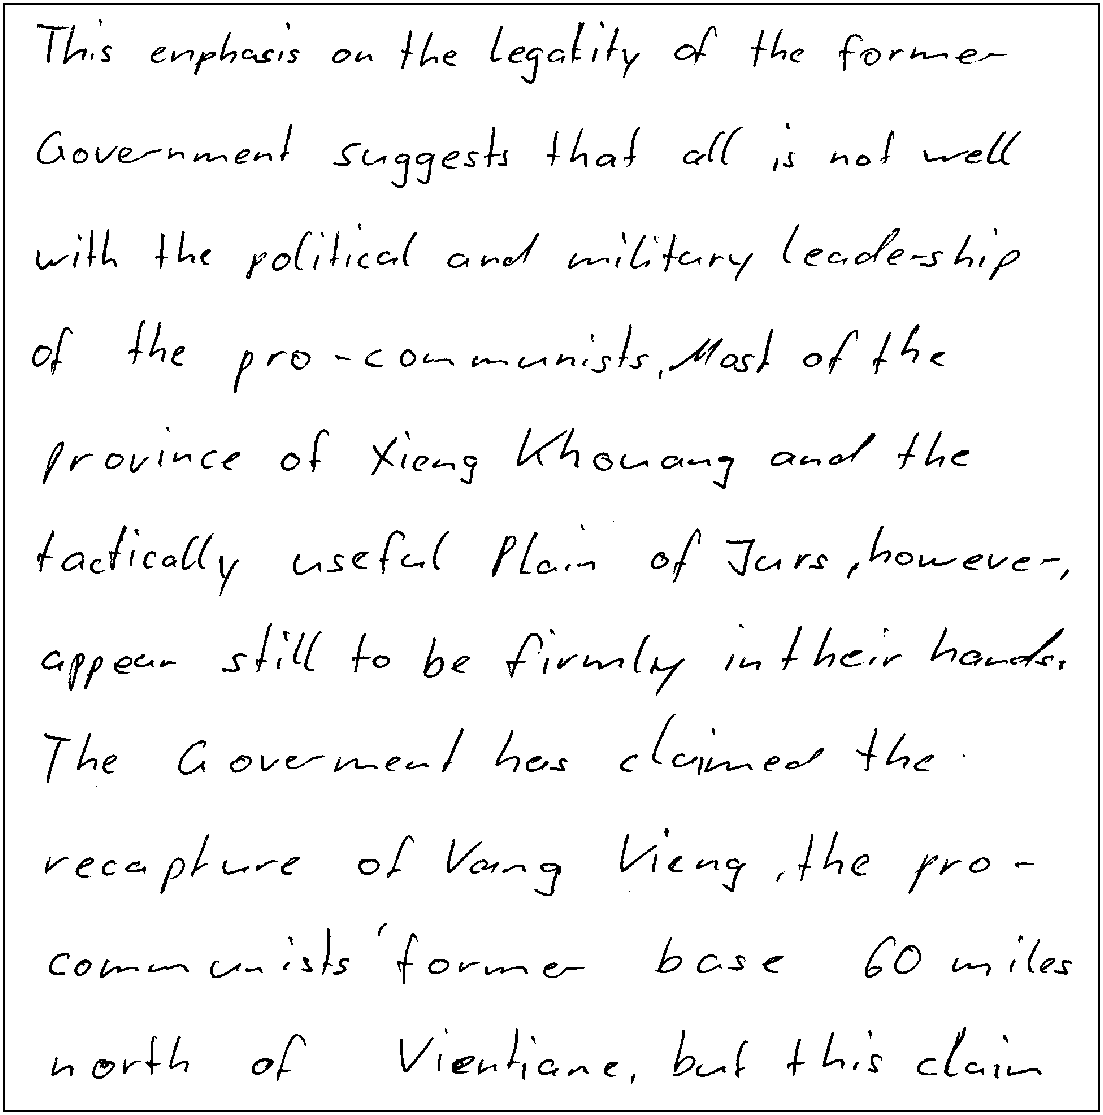 This enphasis on the legality of the former
Government suggests that all is not well
with the political and military leadership
of the pro-communists. Most of the
province of Xieng Khouang and the
tactically useful Plain of Jars, however,
appear still to be firmly in their hands.
The Goverment has claimed the
recapture of Vang Vieng, the pro-
communists' former base 60 miles
north of Vientiane, but this claim